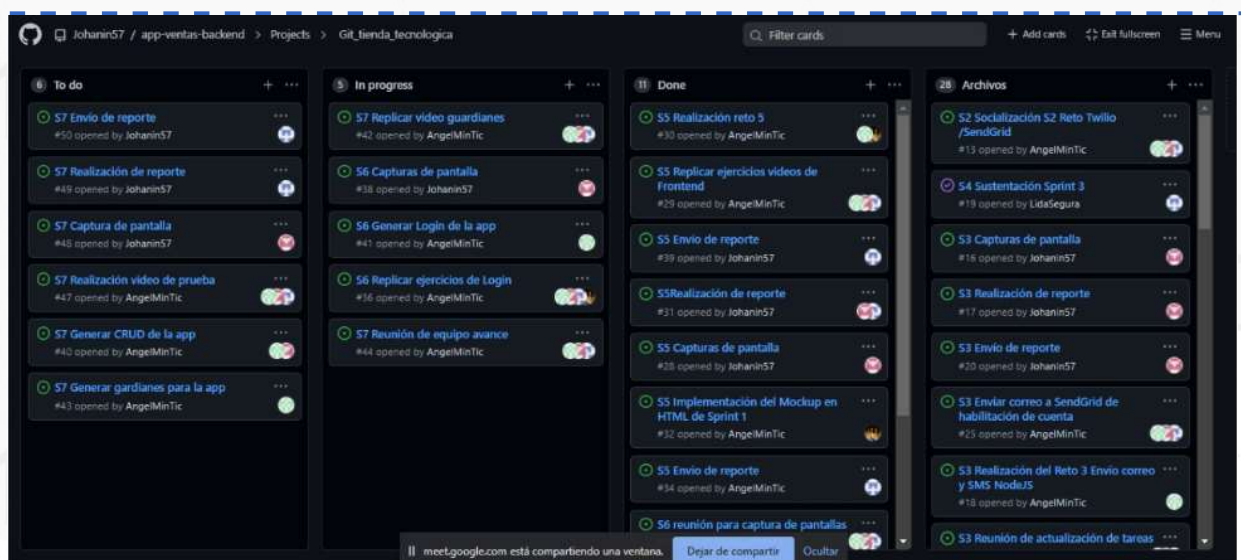 Johanin57 / app-ventas-backend > Projects > Git_tienda_tecnologica
Filter cards
+ Add cards
Exit fullscreen
Menu
6 To do
S7 Envío de reporte
#50 opened by Johanin57
S7 Realización de reporte
#49 opened by Johanin57
S7 Captura de pantalla
#48 opened by Johanin57
S7 Realización video de prueba
#47 opened by AngelMinTic
S7 Generar CRUD de la app
#40 opened by AngelMinTic
S7 Generar gardianes para la app
#43 opened by AngelMinTic
5 In progress
S7 Replicar video guardianes
#42 opened by AngelMinTic
S6 Capturas de pantalla
#38 opened by Johanin57
S6 Generar Login de la app
#41 opened by AngelMinTic
S6 Replicar ejercicios de Login
#36 opened by AngelMinTic
S7 Reunión de equipo avance
#44 opened by AngelMinTic
11 Done
S5 Realización reto 5
#30 opened by AngelMinTic
S5 Replicar ejercicios videos de
Frontend
#29 opened by AngelMinTic
S5 Envio de reporte
#39 opened by Johanin57
S5Realización de reporte
#31 opened by AngelMinTic
S5 Capturas de pantalla
#28 opened by Johanin57
S5 Implementación del Mockup en
HTML de Sprint 1
#32 opened by AngelMinTic
S5 Envio de reporte
#34 opened by AngelMinTic
S6 reunión para captura de pantallas
28 Archivos
S2 Socialización S2 Reto Twilio
/SendGrid
#13 opened by AngelMinTic
S4 Sustentación Sprint 3
#19 opened by LidaSegura
S3 Capturas de pantalla
#16 opened by Johanin57
S3 Realización de reporte
#17 opened by Johanin57
S3 Envío de reporte
#20 opened by Johanin57
S3 Enviar correo a SendGrid de
habilitación de cuenta
#25 opened by AngelMinTic
S3 Realización del Reto 3 Envio correo
y SMS NodeJS
#18 opened by AngelMinTic
S3 Reunión de actualización de tareas
meet.google.com está compartiendo una ventana.
Dejar de compartir
Ocultar